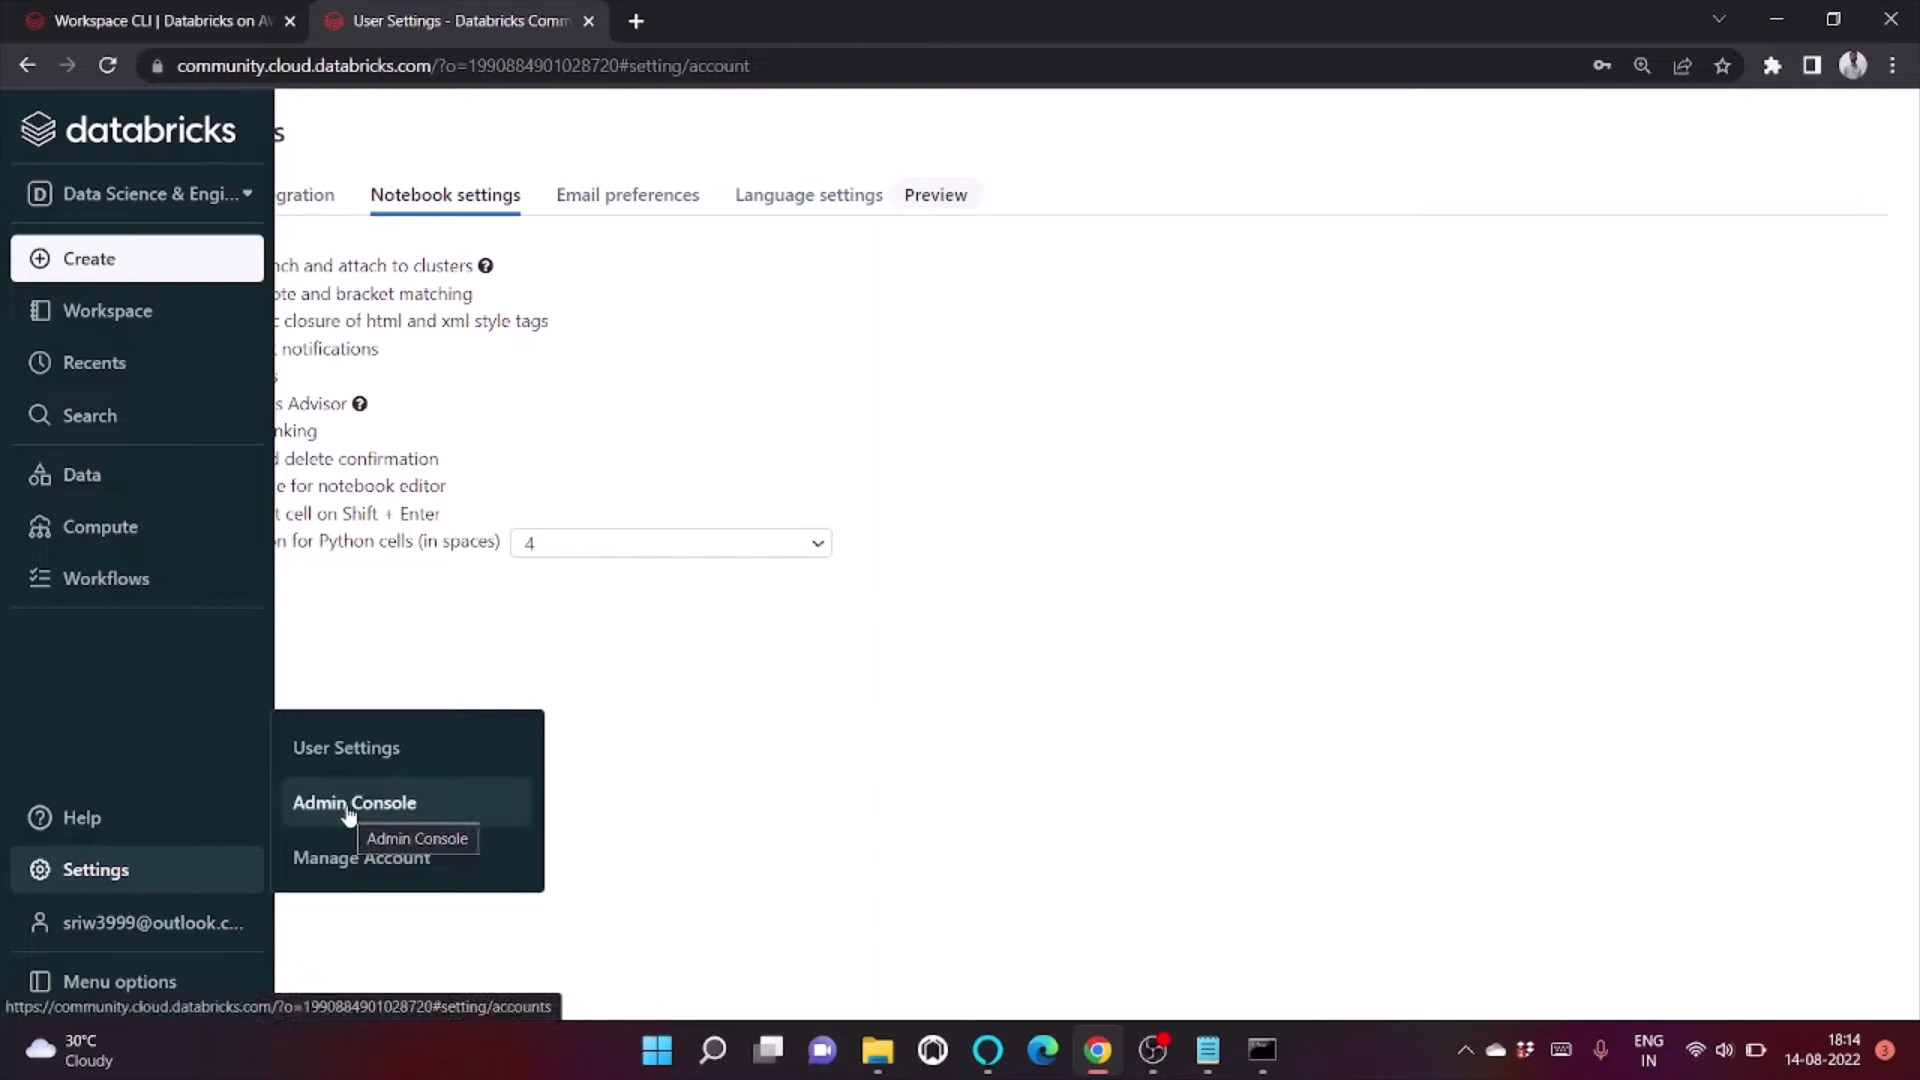 Workspace CLI | Databricks on AW
User Settings - Databricks Comm
community.cloud.databricks.com/?o=1990884901028720#setting/account
databricks
s
D Data Science & Engi...
gration
Notebook settings
Email preferences
Language settings
Preview
Create
nch and attach to clusters
ote and bracket matching
Workspace
c closure of html and xml style tags
notifications
Recents
s
s Advisor
Search
nking
d delete confirmation
Data
e for notebook editor
t cell on Shift + Enter
Compute
n for Python cells (in spaces) 4
Workflows
User Settings
Admin Console
Help
Admin Console
Manage Account
Settings
sriw3999@outlook.c...
Menu options
https://community.cloud.databricks.com/?o=1990884901028720#setting/accounts
30°C
Cloudy
ENG
IN
18:14
14-08-2022
3